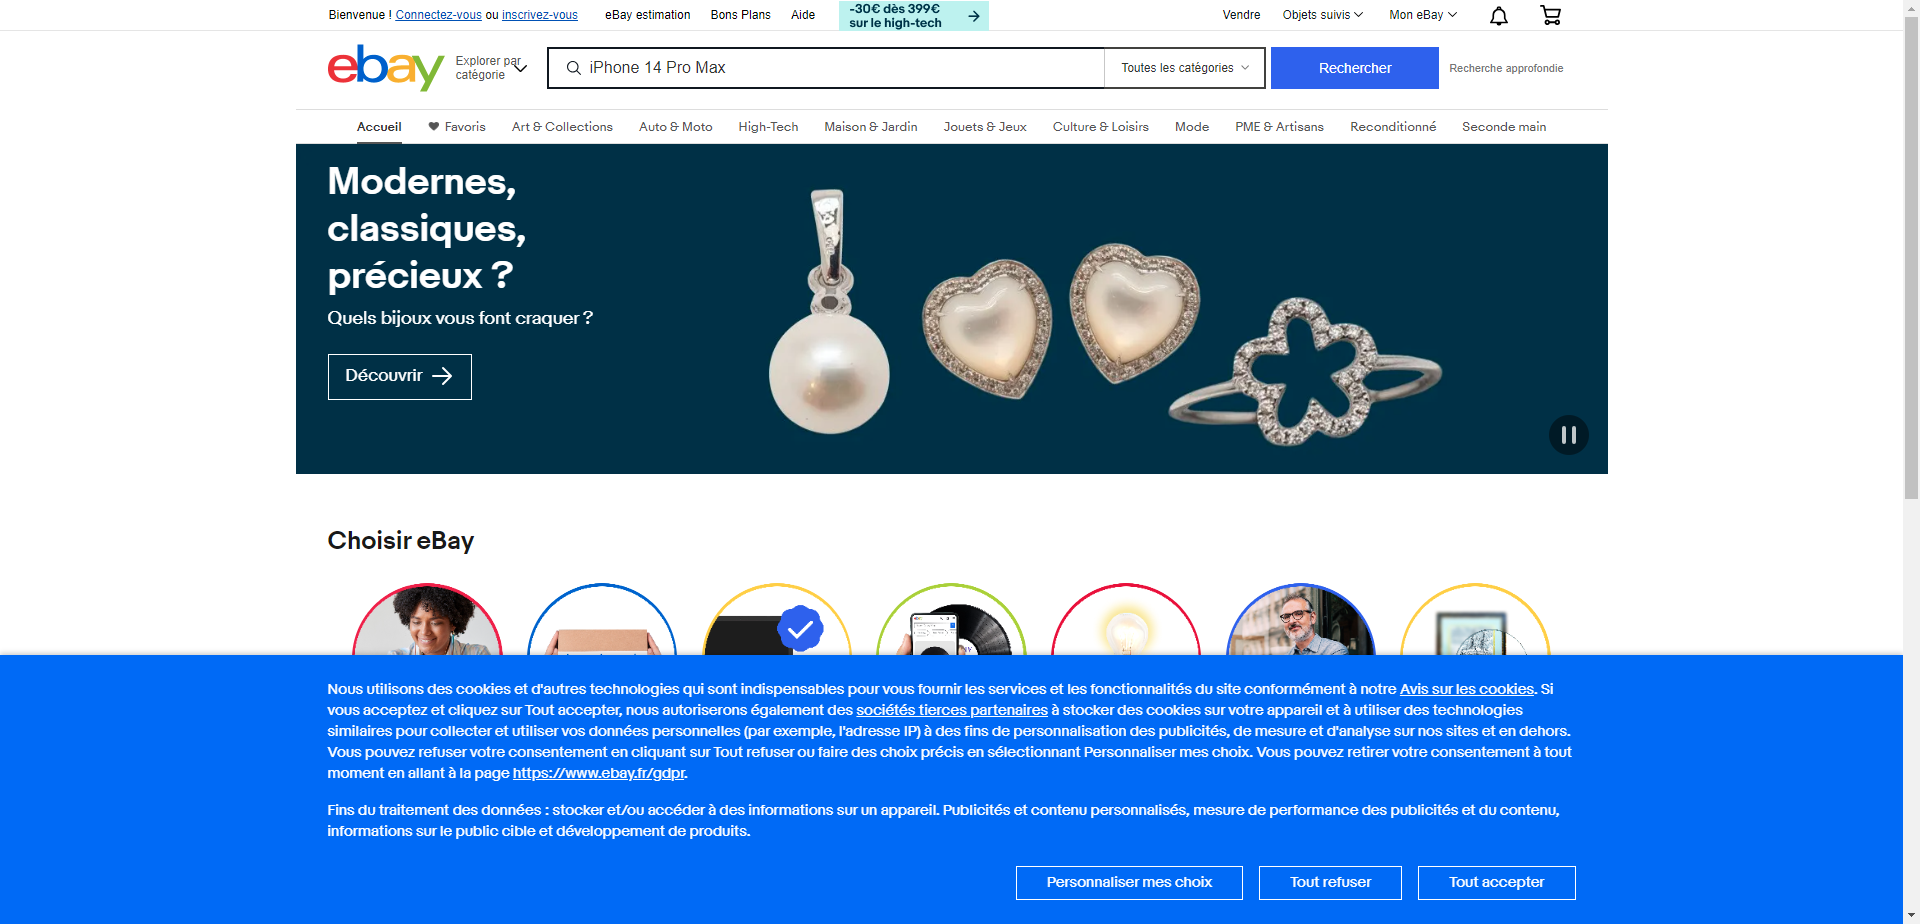 Bienvenue ! Connectez-vous ou inscrivez-vous
eBay estimation
Bons Plans
Aide
-30€ dès 399€
sur le high-tech
Vendre
Objets suivis
Mon eBay
ebay
Explorer par
catégorie
iPhone 14 Pro Max
Toutes les catégories
Rechercher
Recherche approfondie
Accueil
Favoris
Art & Collections
Auto & Moto
High-Tech
Maison & Jardin
Jouets & Jeux
Culture & Loisirs
Mode
PME & Artisans
Reconditionné
Seconde main
Modernes,
classiques,
précieux ?
Quels bijoux vous font craquer ?
Découvrir
Choisir eBay
Nous utilisons des cookies et d'autres technologies qui sont indispensables pour vous fournir les services et les fonctionnalités du site conformément à notre Avis sur les cookies. Si
vous acceptez et cliquez sur Tout accepter, nous autoriserons également des sociétés tierces partenaires à stocker des cookies sur votre appareil et à utiliser des technologies
similaires pour collecter et utiliser vos données personnelles (par exemple, l'adresse IP) à des fins de personnalisation des publicités, de mesure et d'analyse sur nos sites et en dehors.
Vous pouvez refuser votre consentement en cliquant sur Tout refuser ou faire des choix précis en sélectionnant Personnaliser mes choix. Vous pouvez retirer votre consentement à tout
moment en allant à la page https://www.ebay.fr/gdpr.
Fins du traitement des données : stocker et/ou accéder à des informations sur un appareil. Publicités et contenu personnalisés, mesure de performance des publicités et du contenu,
informations sur le public cible et développement de produits.
Personnaliser mes choix
Tout refuser
Tout accepter